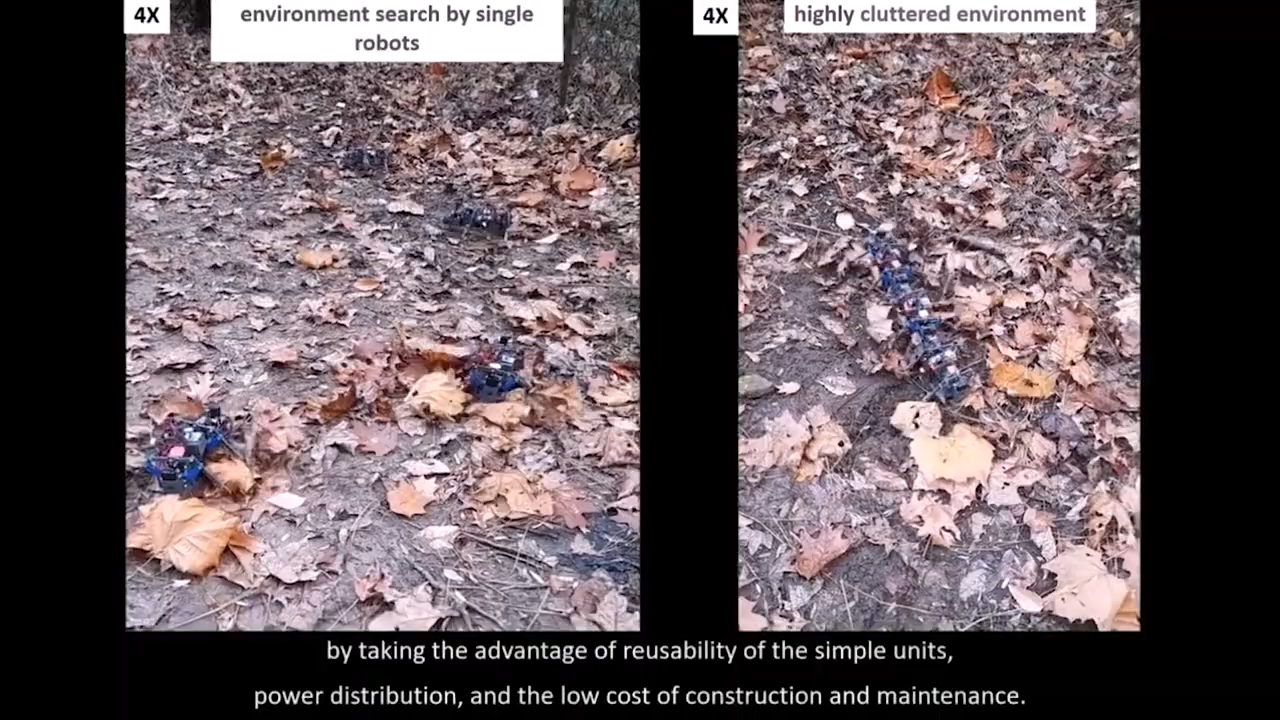 4X
environment search by single
robots
4X
highly cluttered environment
by taking the advantage of reusability of the simple units,
power distribution, and the low cost of construction and maintenance.